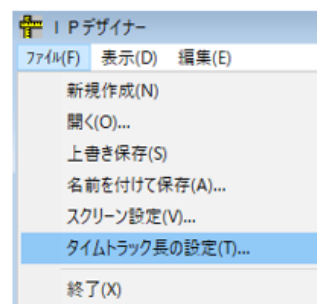 ＩＰデザイナー
ﾌｧｲﾙ(F) 表示(D) 編集(E)
新規作成(N)
開く(O)...
上書き保存(S)
名前を付けて保存(A)...
スクリーン設定(V)...
タイムトラック長の設定(T)...
終了(X)